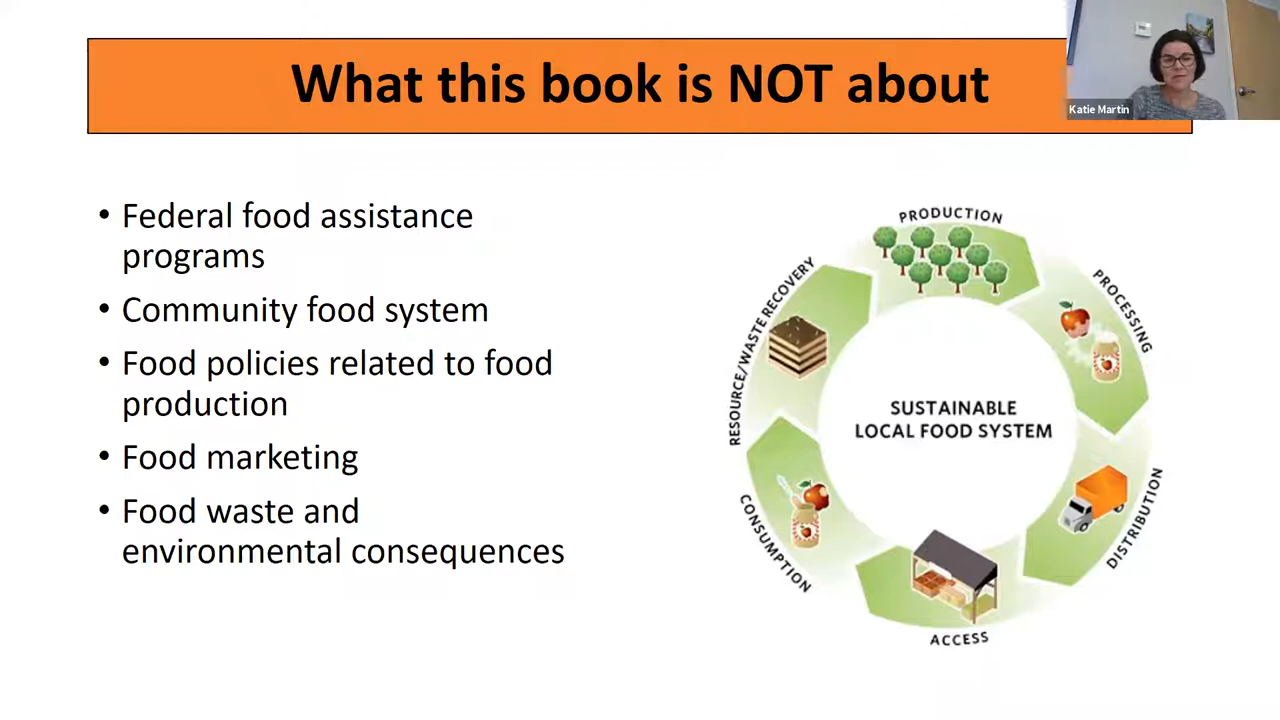 What this book is NOT about
Katie Martin
• Federal food assistance
programs
• Community food system
• Food policies related to food
production
• Food marketing
• Food waste and
environmental consequences
PRODUCTION
PROCESSING
DISTRIBUTION
ACCESS
CONSUMPTION
RESOURCE/WASTE RECOVERY
SUSTAINABLE
LOCAL FOOD SYSTEM